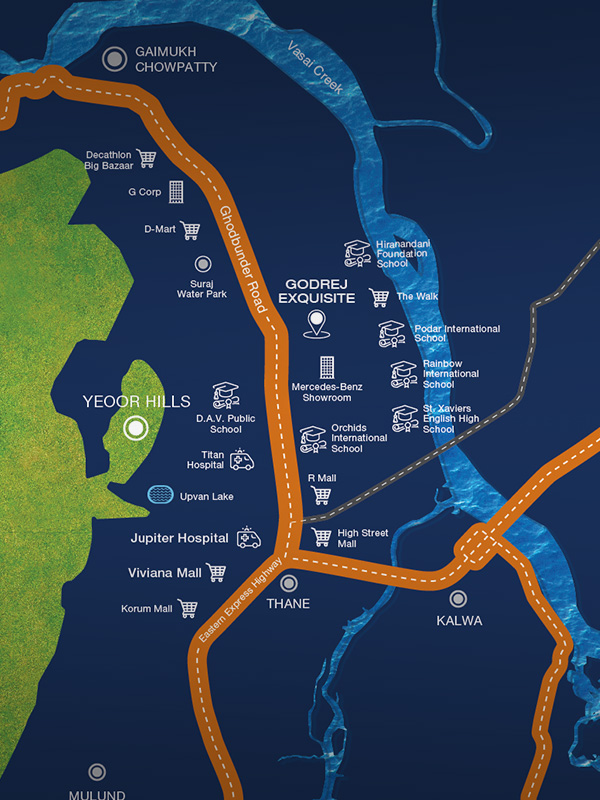 GAIMUKH
CHOWPATTY
Vasai Creek
Decathlon
Big Bazaar
G Corp
D-Mart
Suraj
Water Park
Ghodbunder Road
Hiranandani
Foundation
School
GODREJ
EXQUISITE
The Walk
Podar International
School
Mercedes-Benz
Showroom
Rainbow
International
School
YEOOR HILLS
D.A.V. Public
School
St. Xaviers
English High
School
Orchids
International
School
Titan
Hospital
R Mall
Upvan Lake
Jupiter Hospital
High Street
Mall
Viviana Mall
Eastern Express Highway
THANE
Korum Mall
KALWA
MULUND